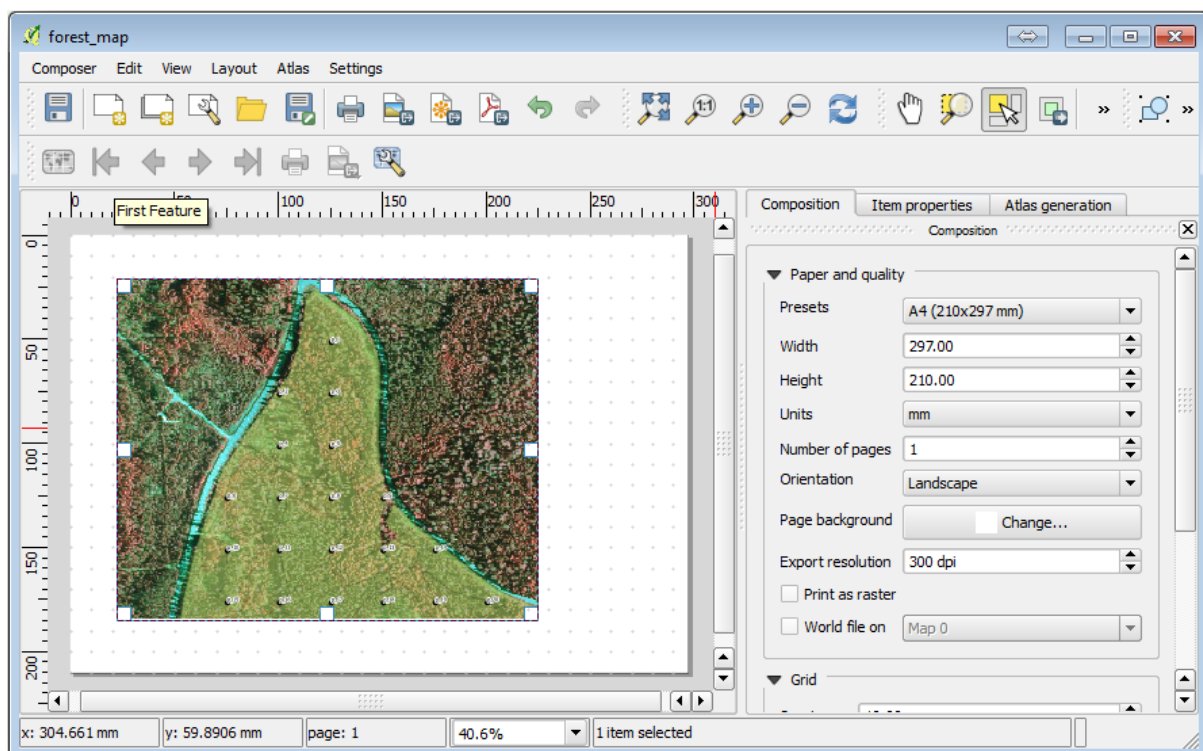 forest_map
Composer Edit View Layout Atlas Settings
1:1
» »
First Feature
0 50 100 150 200 250 300
0
50
100
150
200
Composition Item properties Atlas generation
Composition
Paper and quality
Presets A4 (210x297 mm)
Width 297.00
Height 210.00
Units mm
Number of pages 1
Orientation Landscape
Page background Change...
Export resolution 300 dpi
Print as raster
World file on Map 0
Grid
x: 304.661 mm y: 59.8906 mm page: 1 40.6% 1 item selected